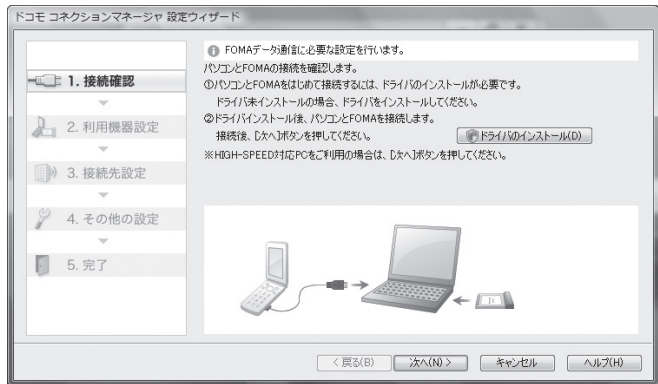 ドコモ コネクションマネージャ 設定ウィザード
1. 接続確認
2. 利用機器設定
3. 接続先設定
4. その他の設定
5. 完了
FOMAデータ通信に必要な設定を行います。
パソコンとFOMAの接続を確認します。
①パソコンとFOMAをはじめて接続するには、ドライバのインストールが必要です。
ドライバ未インストールの場合、ドライバをインストールしてください。
②ドライバインストール後、パソコンとFOMAを接続します。
接続後、[次へ]ボタンを押してください。
ドライバのインストール(D)
※HIGH-SPEED対応PCをご利用の場合は、[次へ]ボタンを押してください。
< 戻る(B)
次へ(N) >
キャンセル
ヘルプ(H)